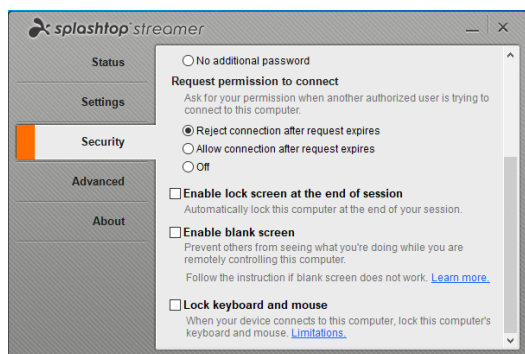 splashtop streamer
Status
Settings
Security
Advanced
About
No additional password
Request permission to connect
Ask for your permission when another authorized user is trying to
connect to this computer.
Reject connection after request expires
Allow connection after request expires
Off
Enable lock screen at the end of session
Automatically lock this computer at the end of your session.
Enable blank screen
Prevent others from seeing what you're doing while you are
remotely controlling this computer.
Follow the instruction if blank screen does not work. Learn more.
Lock keyboard and mouse
When your device connects to this computer, lock this computer's
keyboard and mouse. Limitations.